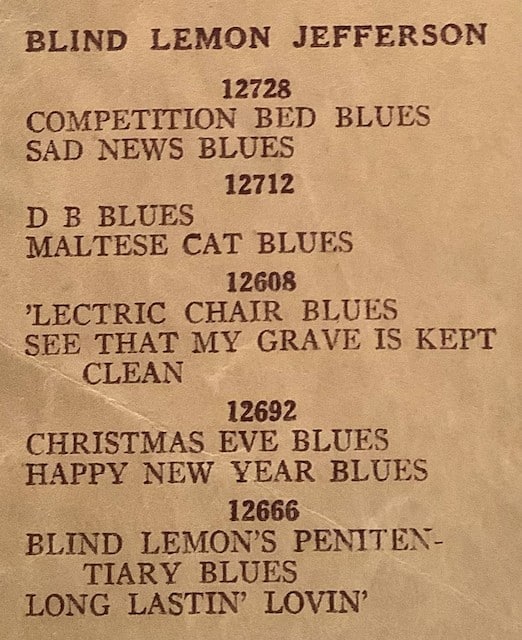 BLIND LEMON JEFFERSON
12728
COMPETITION BED BLUES
SAD NEWS BLUES
12712
D B BLUES
MALTESE CAT BLUES
12608
'LECTRIC CHAIR BLUES
SEE THAT MY GRAVE IS KEPT
CLEAN
12692
CHRISTMAS EVE BLUES
HAPPY NEW YEAR BLUES
12666
BLIND LEMON'S PENITEN-
TIARY BLUES
LONG LASTIN' LOVIN'